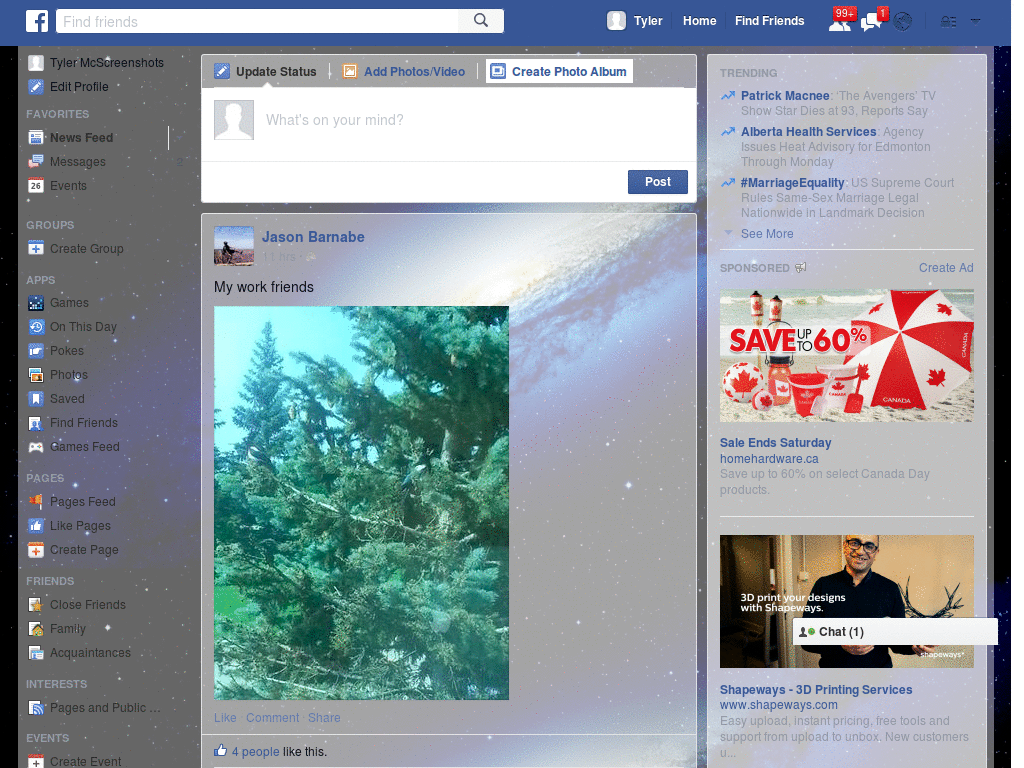 Find friends
Tyler
Home
Find Friends
99+
1
Tyler McScreenshots
Edit Profile
FAVORITES
News Feed
Messages
26
Events
GROUPS
Create Group
APPS
Games
On This Day
Pokes
Photos
Saved
Find Friends
Games Feed
PAGES
Pages Feed
Like Pages
Create Page
FRIENDS
Close Friends
Family
Acquaintances
INTERESTS
Pages and Public ...
EVENTS
Create Event
Update Status
Add Photos/Video
Create Photo Album
What's on your mind?
Post
Jason Barnabe
11 hrs ·
My work friends
Like · Comment · Share
4 people like this.
TRENDING
Patrick Macnee: 'The Avengers' TV
Show Star Dies at 93, Reports Say
Alberta Health Services: Agency
Issues Heat Advisory for Edmonton
Through Monday
#MarriageEquality: US Supreme Court
Rules Same-Sex Marriage Legal
Nationwide in Landmark Decision
See More
SPONSORED
Create Ad
SAVE UP TO 60%
CANADA
CANADA
Sale Ends Saturday
homehardware.ca
Save up to 60% on select Canada Day
products.
3D print your designs
with Shapeways.
Chat (1)
shapeways*
Shapeways - 3D Printing Services
www.shapeways.com
Easy upload, instant pricing, free tools and
support from upload to unbox. New customers
u...